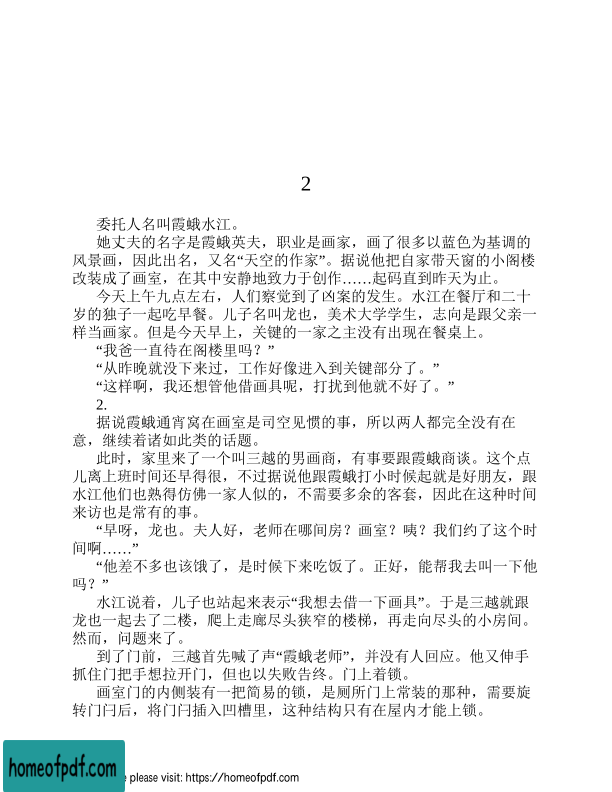 2
委托人名叫霞蛾水江。
她丈夫的名字是霞蛾英夫，职业是画家，画了很多以蓝色为基调的
风景画，因此出名，又名“天空的作家”。据说他把自家带天窗的小阁楼
改装成了画室，在其中安静地致力于创作……起码直到昨天为止。
今天上午九点左右，人们察觉到了凶案的发生。水江在餐厅和二十
岁的独子一起吃早餐。儿子名叫龙也，美术大学学生，志向是跟父亲一
样当画家。但是今天早上，关键的一家之主没有出现在餐桌上。
“我爸一直待在阁楼里吗？”
“从昨晚就没下来过，工作好像进入到关键部分了。”
“这样啊，我还想管他借画具呢，打扰到他就不好了。”
2.
据说霞蛾通宵窝在画室是司空见惯的事，所以两人都完全没有在
意，继续着诸如此类的话题。
此时，家里来了一个叫三越的男画商，有事要跟霞蛾商谈。这个点
儿离上班时间还早得很，不过据说他跟霞蛾打小时候起就是好朋友，跟
水江他们也熟得仿佛一家人似的，不需要多余的客套，因此在这种时间
来访也是常有的事。
“早呀，龙也。夫人好，老师在哪间房？画室？咦？我们约了这个时
间啊……”
“他差不多也该饿了，是时候下来吃饭了。正好，能帮我去叫一下他
吗？”
水江说着，儿子也站起来表示“我想去借一下画具”。于是三越就跟
龙也一起去了二楼，爬上走廊尽头狭窄的楼梯，再走向尽头的小房间。
然而，问题来了。
到了门前，三越首先喊了声“霞蛾老师”，并没有人回应。他又伸手
抓住门把手想拉开门，但也以失败告终。门上着锁。
画室门的内侧装有一把简易的锁，是厕所门上常装的那种，需要旋
转门闩后，将门闩插入凹槽里，这种结构只有在屋内才能上锁。
homeofpdf.com
e please visit: https://homeofpdf.com